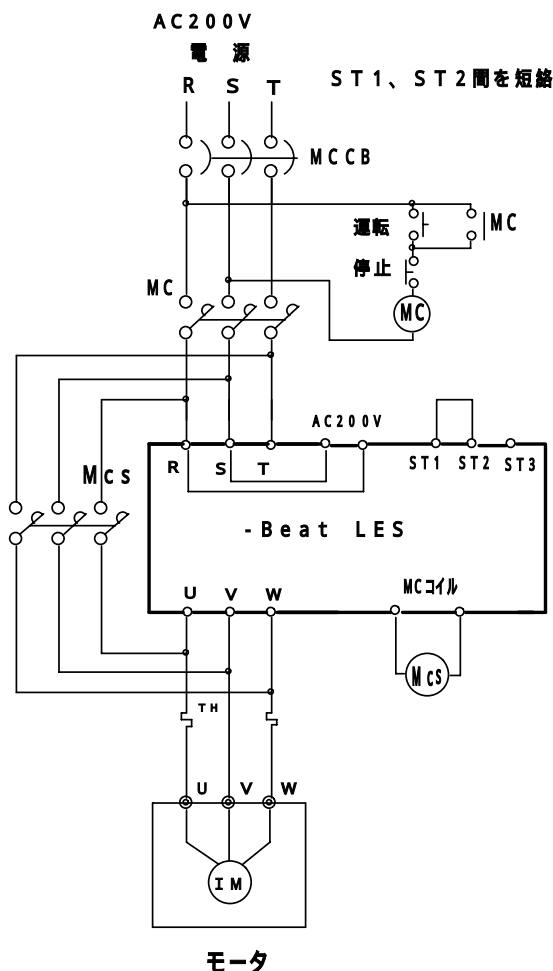 AC200V
電 源
R S T
ST1、ST2間を短絡
MCCB
運転
MC
停止
MC
MC
AC200V
R S T
ST1 ST2 ST3
Mcs
-Beat LES
U V W
MCコイル
Mcs
TH
U V W
IM
モータ